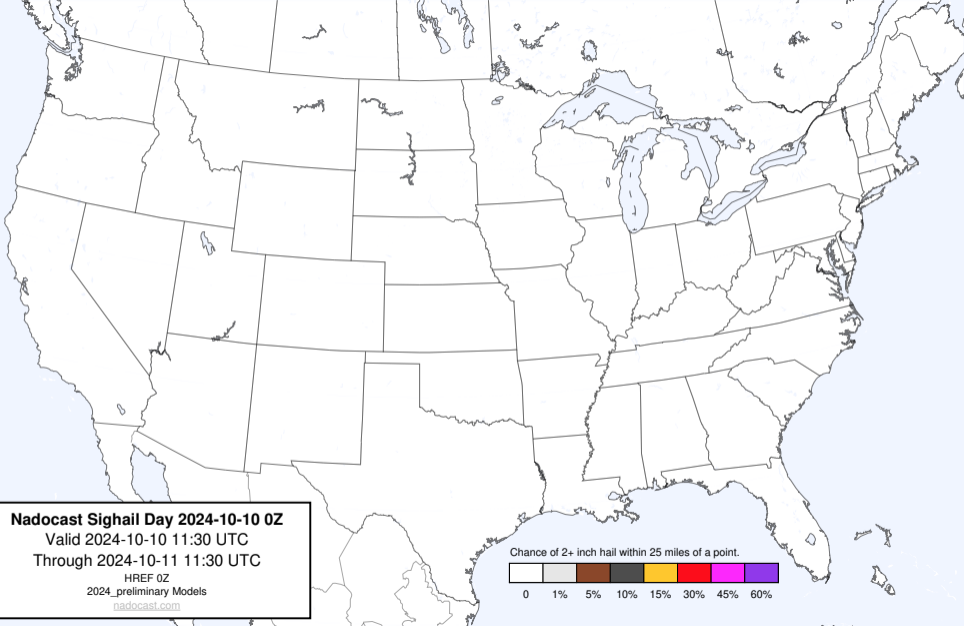 Nadocast Sighail Day 2024-10-10 0Z
Valid 2024-10-10 11:30 UTC
Through 2024-10-11 11:30 UTC
HREF 0Z
2024_preliminary Models
nadocast.com
Chance of 2+ inch hail within 25 miles of a point.
0 1% 5% 10% 15% 30% 45% 60%